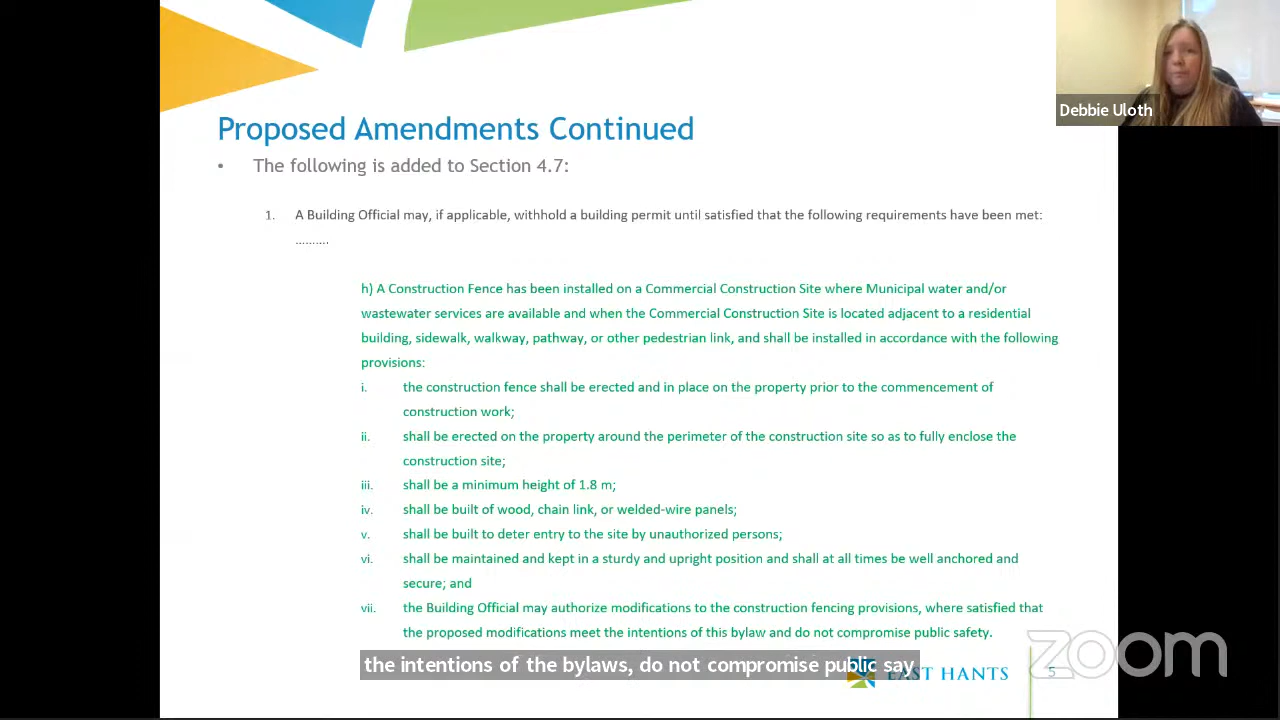 Debbie Uloth
Proposed Amendments Continued
• The following is added to Section 4.7:
1. A Building Official may, if applicable, withhold a building permit until satisfied that the following requirements have been met:
..........
h) A Construction Fence has been installed on a Commercial Construction Site where Municipal water and/or
wastewater services are available and when the Commercial Construction Site is located adjacent to a residential
building, sidewalk, walkway, pathway, or other pedestrian link, and shall be installed in accordance with the following
provisions:
i. the construction fence shall be erected and in place on the property prior to the commencement of
construction work;
ii. shall be erected on the property around the perimeter of the construction site so as to fully enclose the
construction site;
iii. shall be a minimum height of 1.8 m;
iv. shall be built of wood, chain link, or welded-wire panels;
v. shall be built to deter entry to the site by unauthorized persons;
vi. shall be maintained and kept in a sturdy and upright position and shall at all times be well anchored and
secure; and
vii. the Building Official may authorize modifications to the construction fencing provisions, where satisfied that
the proposed modifications meet the intentions of this bylaw and do not compromise public safety.
the intentions of the bylaws, do not compromise public say
EAST HANTS
5
zoom